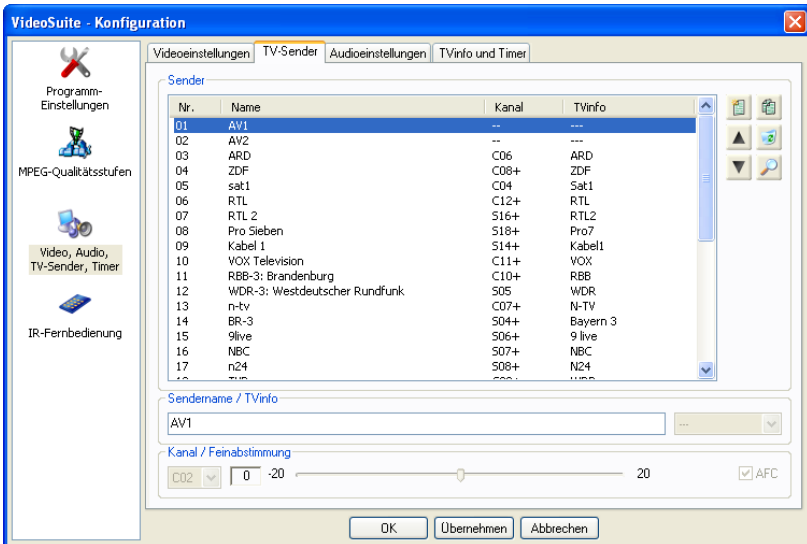 VideoSuite - Konfiguration
Programm-
Einstellungen
MPEG-Qualitätsstufen
Video, Audio,
TV-Sender, Timer
IR-Fernbedienung
Videoeinstellungen TV-Sender Audioeinstellungen TVinfo und Timer
Sender
Nr. Name Kanal TVinfo
01 AV1 -- ---
02 AV2 -- ---
03 ARD C06 ARD
04 ZDF C08+ ZDF
05 sat1 C04 Sat1
06 RTL C12+ RTL
07 RTL 2 S16+ RTL2
08 Pro Sieben S18+ Pro7
09 Kabel 1 S14+ Kabel1
10 VOX Television C11+ VOX
11 RBB-3: Brandenburg C10+ RBB
12 WDR-3: Westdeutscher Rundfunk S05 WDR
13 n-tv C07+ N-TV
14 BR-3 S04+ Bayern 3
15 9live S06+ 9 live
16 NBC S07+ NBC
17 n24 S08+ N24
Sendername / TVinfo
AV1 ---
Kanal / Feinabstimmung
C02 0 -20 20 AFC
OK Übernehmen Abbrechen